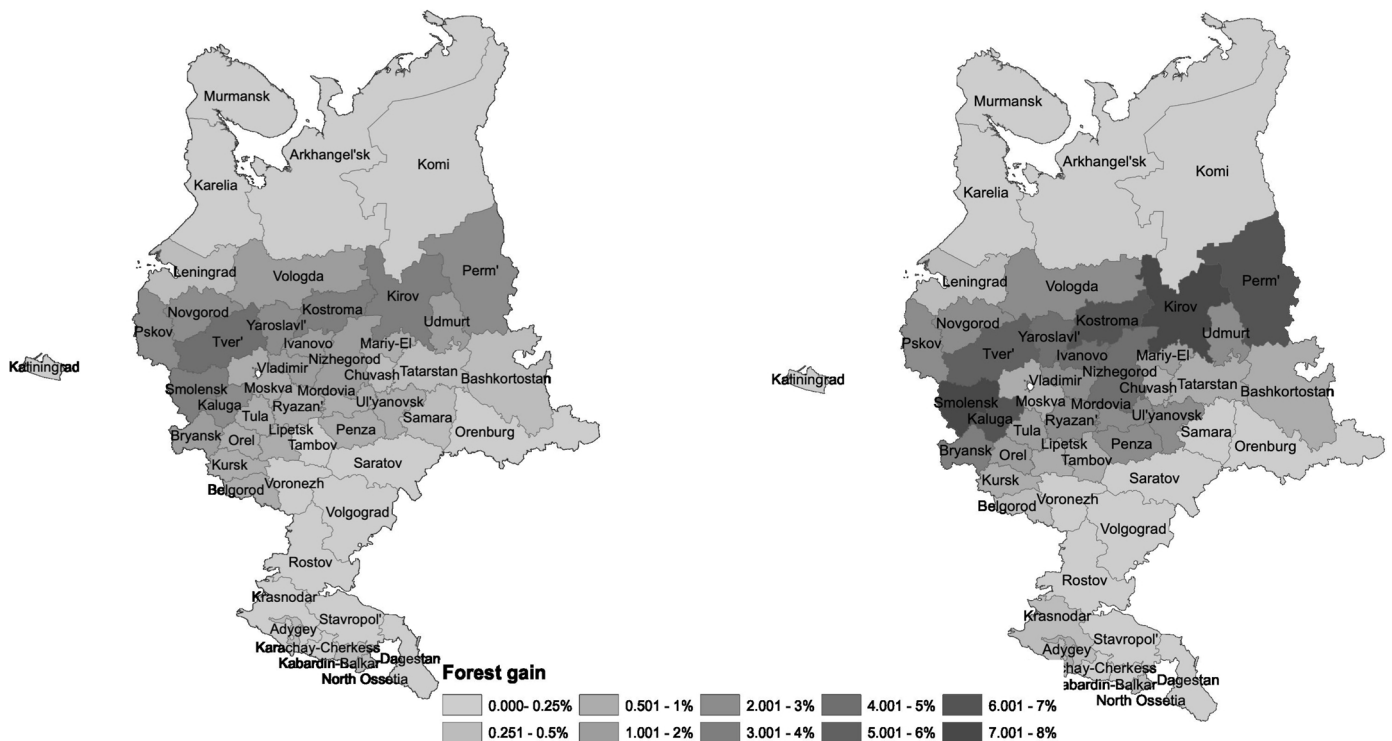 Murmansk
Arkhangel'sk
Komi
Karelia
Leningrad
Vologda
Perm'
Kirov
Kostroma
Novgorod
Pskov
Yaroslavl'
Udmurt
Tver'
Ivanovo
Mariy-El
Nizhegorod
Kaliningrad
Vladimir
Chuvash
Tatarstan
Bashkortostan
Smolensk
Moskva
Mordovia
Kaluga
Ryazan'
Ul'yanovsk
Tula
Samara
Bryansk
Orel
Lipetsk
Penza
Orenburg
Tambov
Kursk
Saratov
Belgorod
Voronezh
Volgograd
Rostov
Krasnodar
Stavropol'
Adygey
Karachay-Cherkess
Kabardin-Balkar
Dagestan
North Ossetia
Murmansk
Arkhangel'sk
Komi
Karelia
Leningrad
Vologda
Perm'
Kirov
Kostroma
Novgorod
Pskov
Yaroslavl'
Udmurt
Tver'
Ivanovo
Mariy-El
Nizhegorod
Kaliningrad
Vladimir
Chuvash
Tatarstan
Bashkortostan
Smolensk
Moskva
Mordovia
Kaluga
Ryazan'
Ul'yanovsk
Tula
Samara
Bryansk
Orel
Lipetsk
Penza
Orenburg
Tambov
Kursk
Saratov
Belgorod
Voronezh
Volgograd
Rostov
Krasnodar
Stavropol'
Adygey
chay-Cherkess
abardin-Balkar
Dagestan
North Ossetia
Forest gain
0.000- 0.25%
0.501 - 1%
2.001 - 3%
4.001 - 5%
6.001 - 7%
0.251 - 0.5%
1.001 - 2%
3.001 - 4%
5.001 - 6%
7.001 - 8%